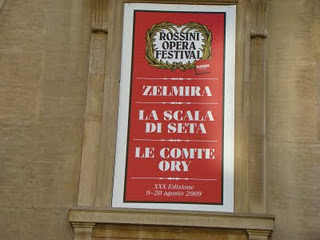 ROSSINI
OPERA
FESTIVAL
ZELMIRA
LA SCALA
DI SETA
LE COMTE
ORY
XXX Edizione
9-20 agosto 2009